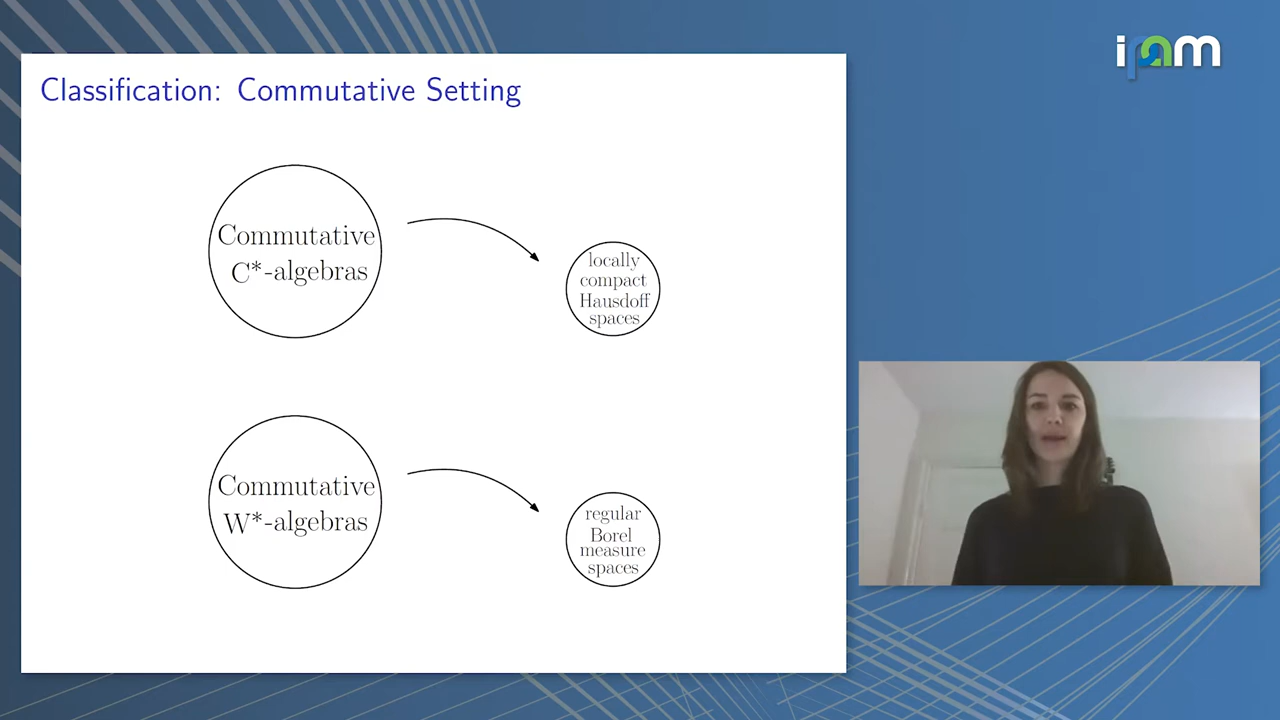 ipam
Classification: Commutative Setting
Commutative
C*-algebras
locally
compact
Hausdoff
spaces
Commutative
W*-algebras
regular
Borel
measure
spaces